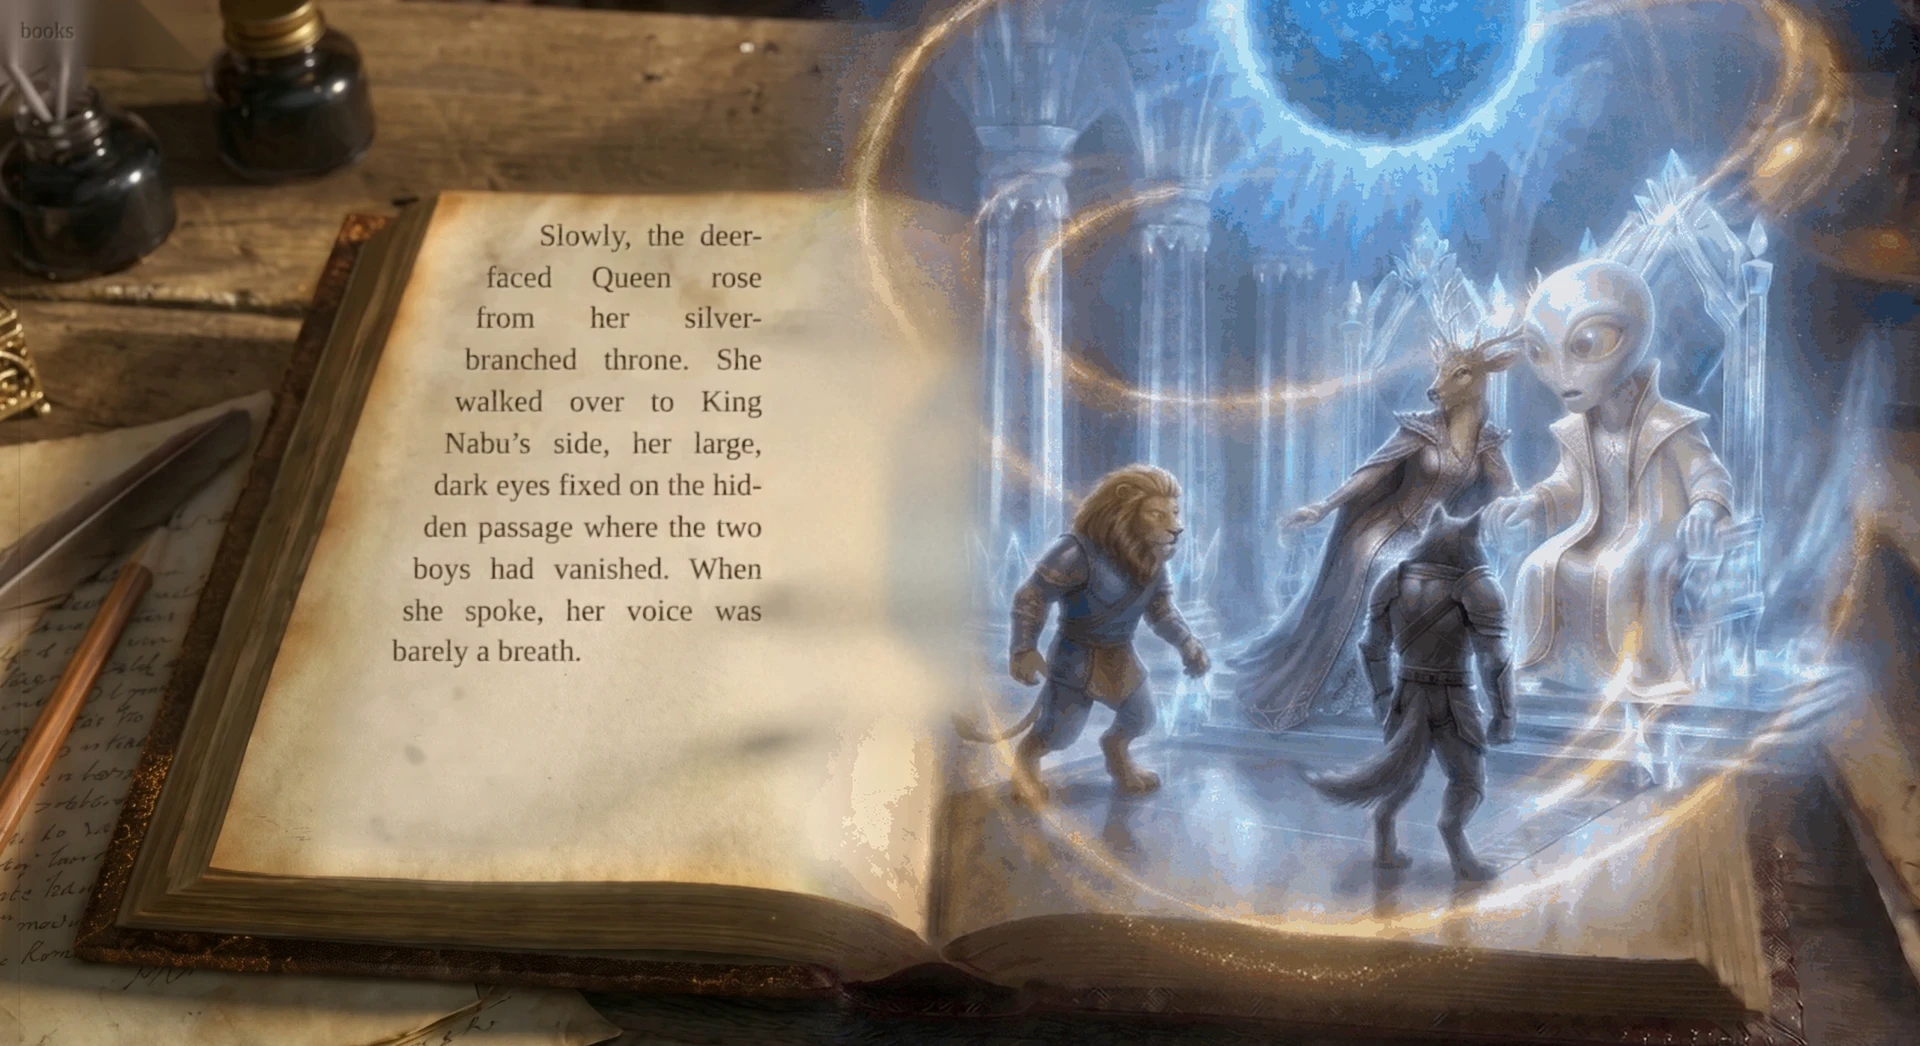 books
Slowly, the deer-
faced Queen rose
from her silver-
branched throne. She
walked over to King
Nabu’s side, her large,
dark eyes fixed on the hid-
den passage where the two
boys had vanished. When
she spoke, her voice was
barely a breath.